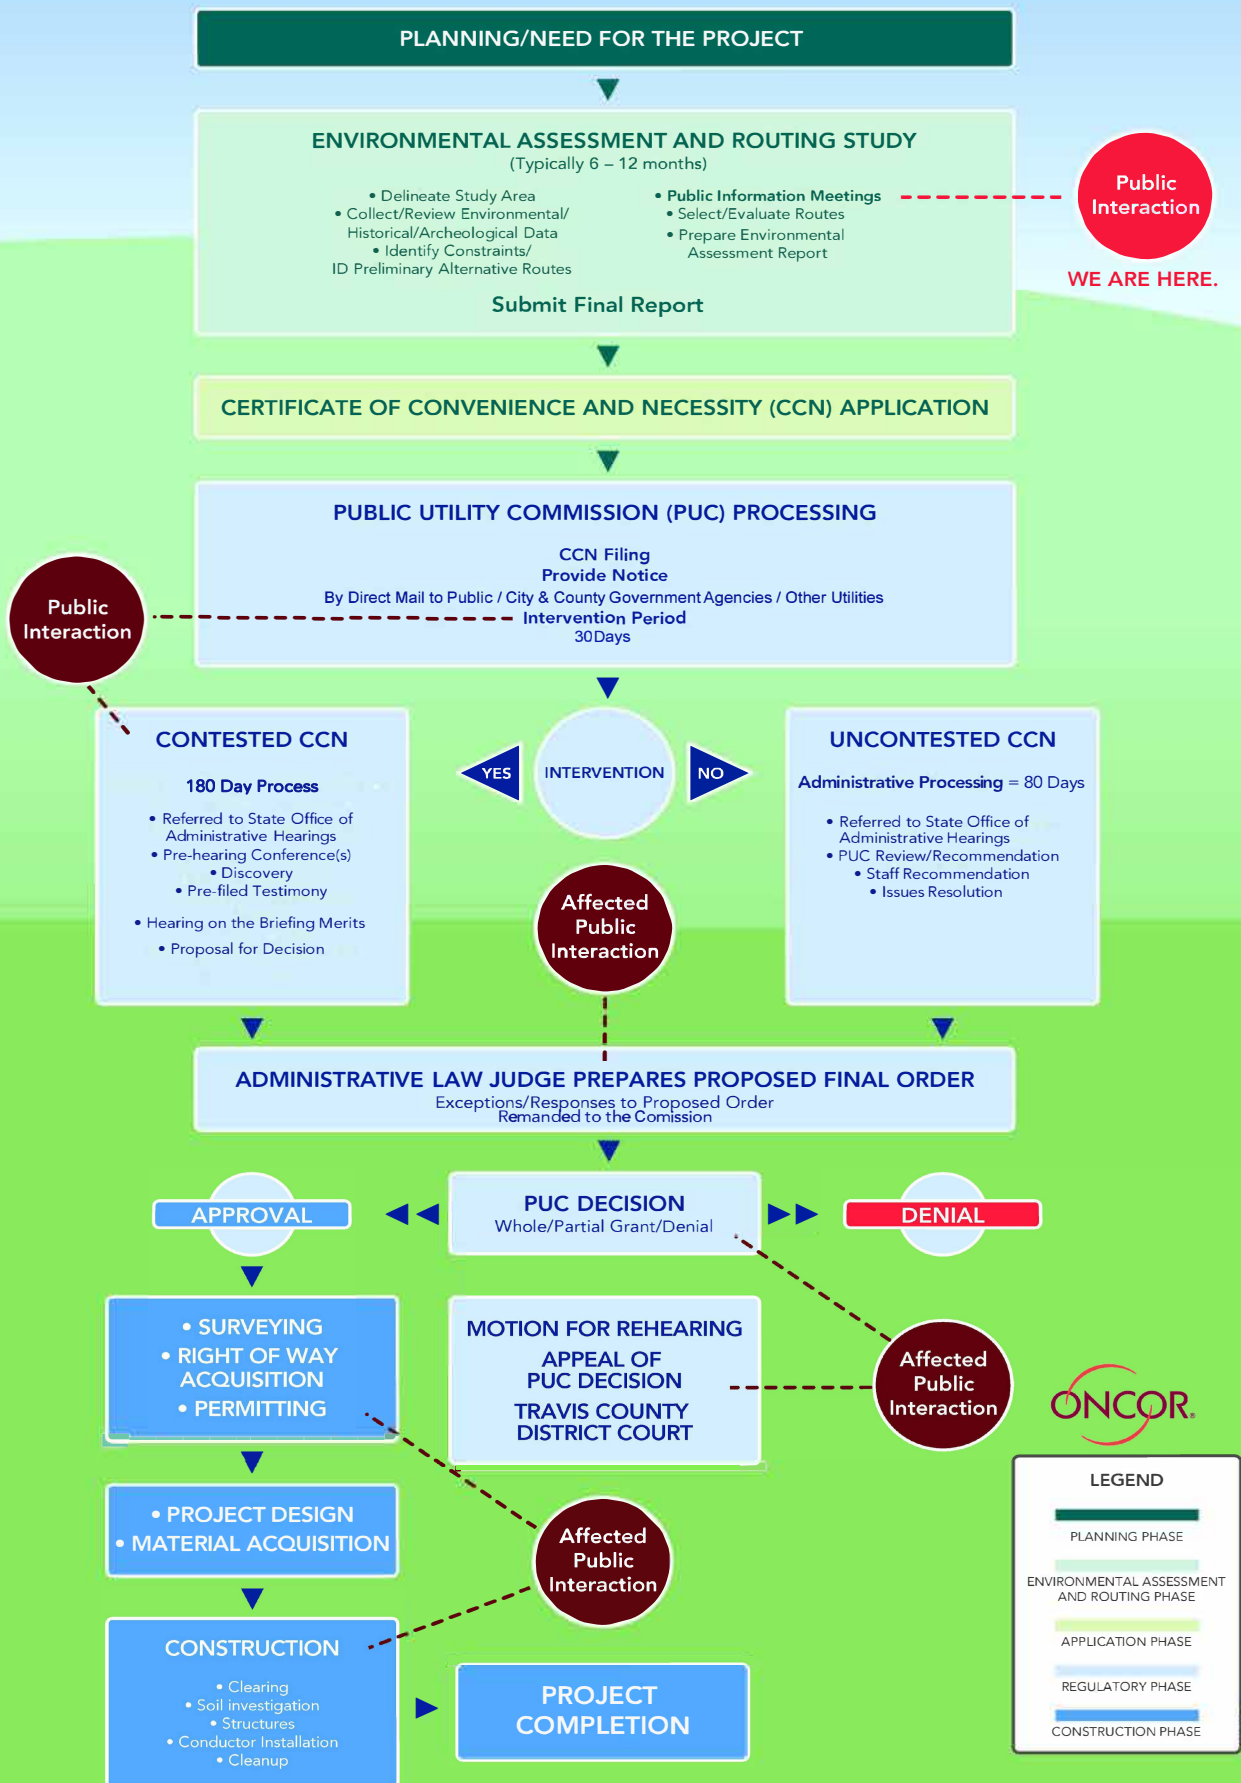 PLANNING/NEED FOR THE PROJECT
ENVIRONMENTAL ASSESSMENT AND ROUTING STUDY
(Typically 6 – 12 months)
• Delineate Study Area
• Collect/Review Environmental/
Historical/Archeological Data
• Identify Constraints/
ID Preliminary Alternative Routes
• Public Information Meetings
• Select/Evaluate Routes
• Prepare Environmental
Assessment Report
Submit Final Report
Public
Interaction
WE ARE HERE.
CERTIFICATE OF CONVENIENCE AND NECESSITY (CCN) APPLICATION
PUBLIC UTILITY COMMISSION (PUC) PROCESSING
CCN Filing
Provide Notice
By Direct Mail to Public / City & County Government Agencies / Other Utilities
Intervention Period
30Days
Public
Interaction
CONTESTED CCN
180 Day Process
• Referred to State Office of
Administrative Hearings
• Pre-hearing Conference(s)
• Discovery
• Pre-filed Testimony
• Hearing on the Briefing Merits
• Proposal for Decision
YES
INTERVENTION
NO
UNCONTESTED CCN
Administrative Processing = 80 Days
• Referred to State Office of
Administrative Hearings
• PUC Review/Recommendation
• Staff Recommendation
• Issues Resolution
Affected
Public
Interaction
ADMINISTRATIVE LAW JUDGE PREPARES PROPOSED FINAL ORDER
Exceptions/Responses to Proposed Order
Remanded to the Comission
APPROVAL
PUC DECISION
Whole/Partial Grant/Denial
DENIAL
• SURVEYING
• RIGHT OF WAY
ACQUISITION
• PERMITTING
MOTION FOR REHEARING
APPEAL OF
PUC DECISION
TRAVIS COUNTY
DISTRICT COURT
Affected
Public
Interaction
ONCOR®
• PROJECT DESIGN
• MATERIAL ACQUISITION
Affected
Public
Interaction
CONSTRUCTION
• Clearing
• Soil investigation
• Structures
• Conductor Installation
• Cleanup
PROJECT
COMPLETION
LEGEND
PLANNING PHASE
ENVIRONMENTAL ASSESSMENT
AND ROUTING PHASE
APPLICATION PHASE
REGULATORY PHASE
CONSTRUCTION PHASE